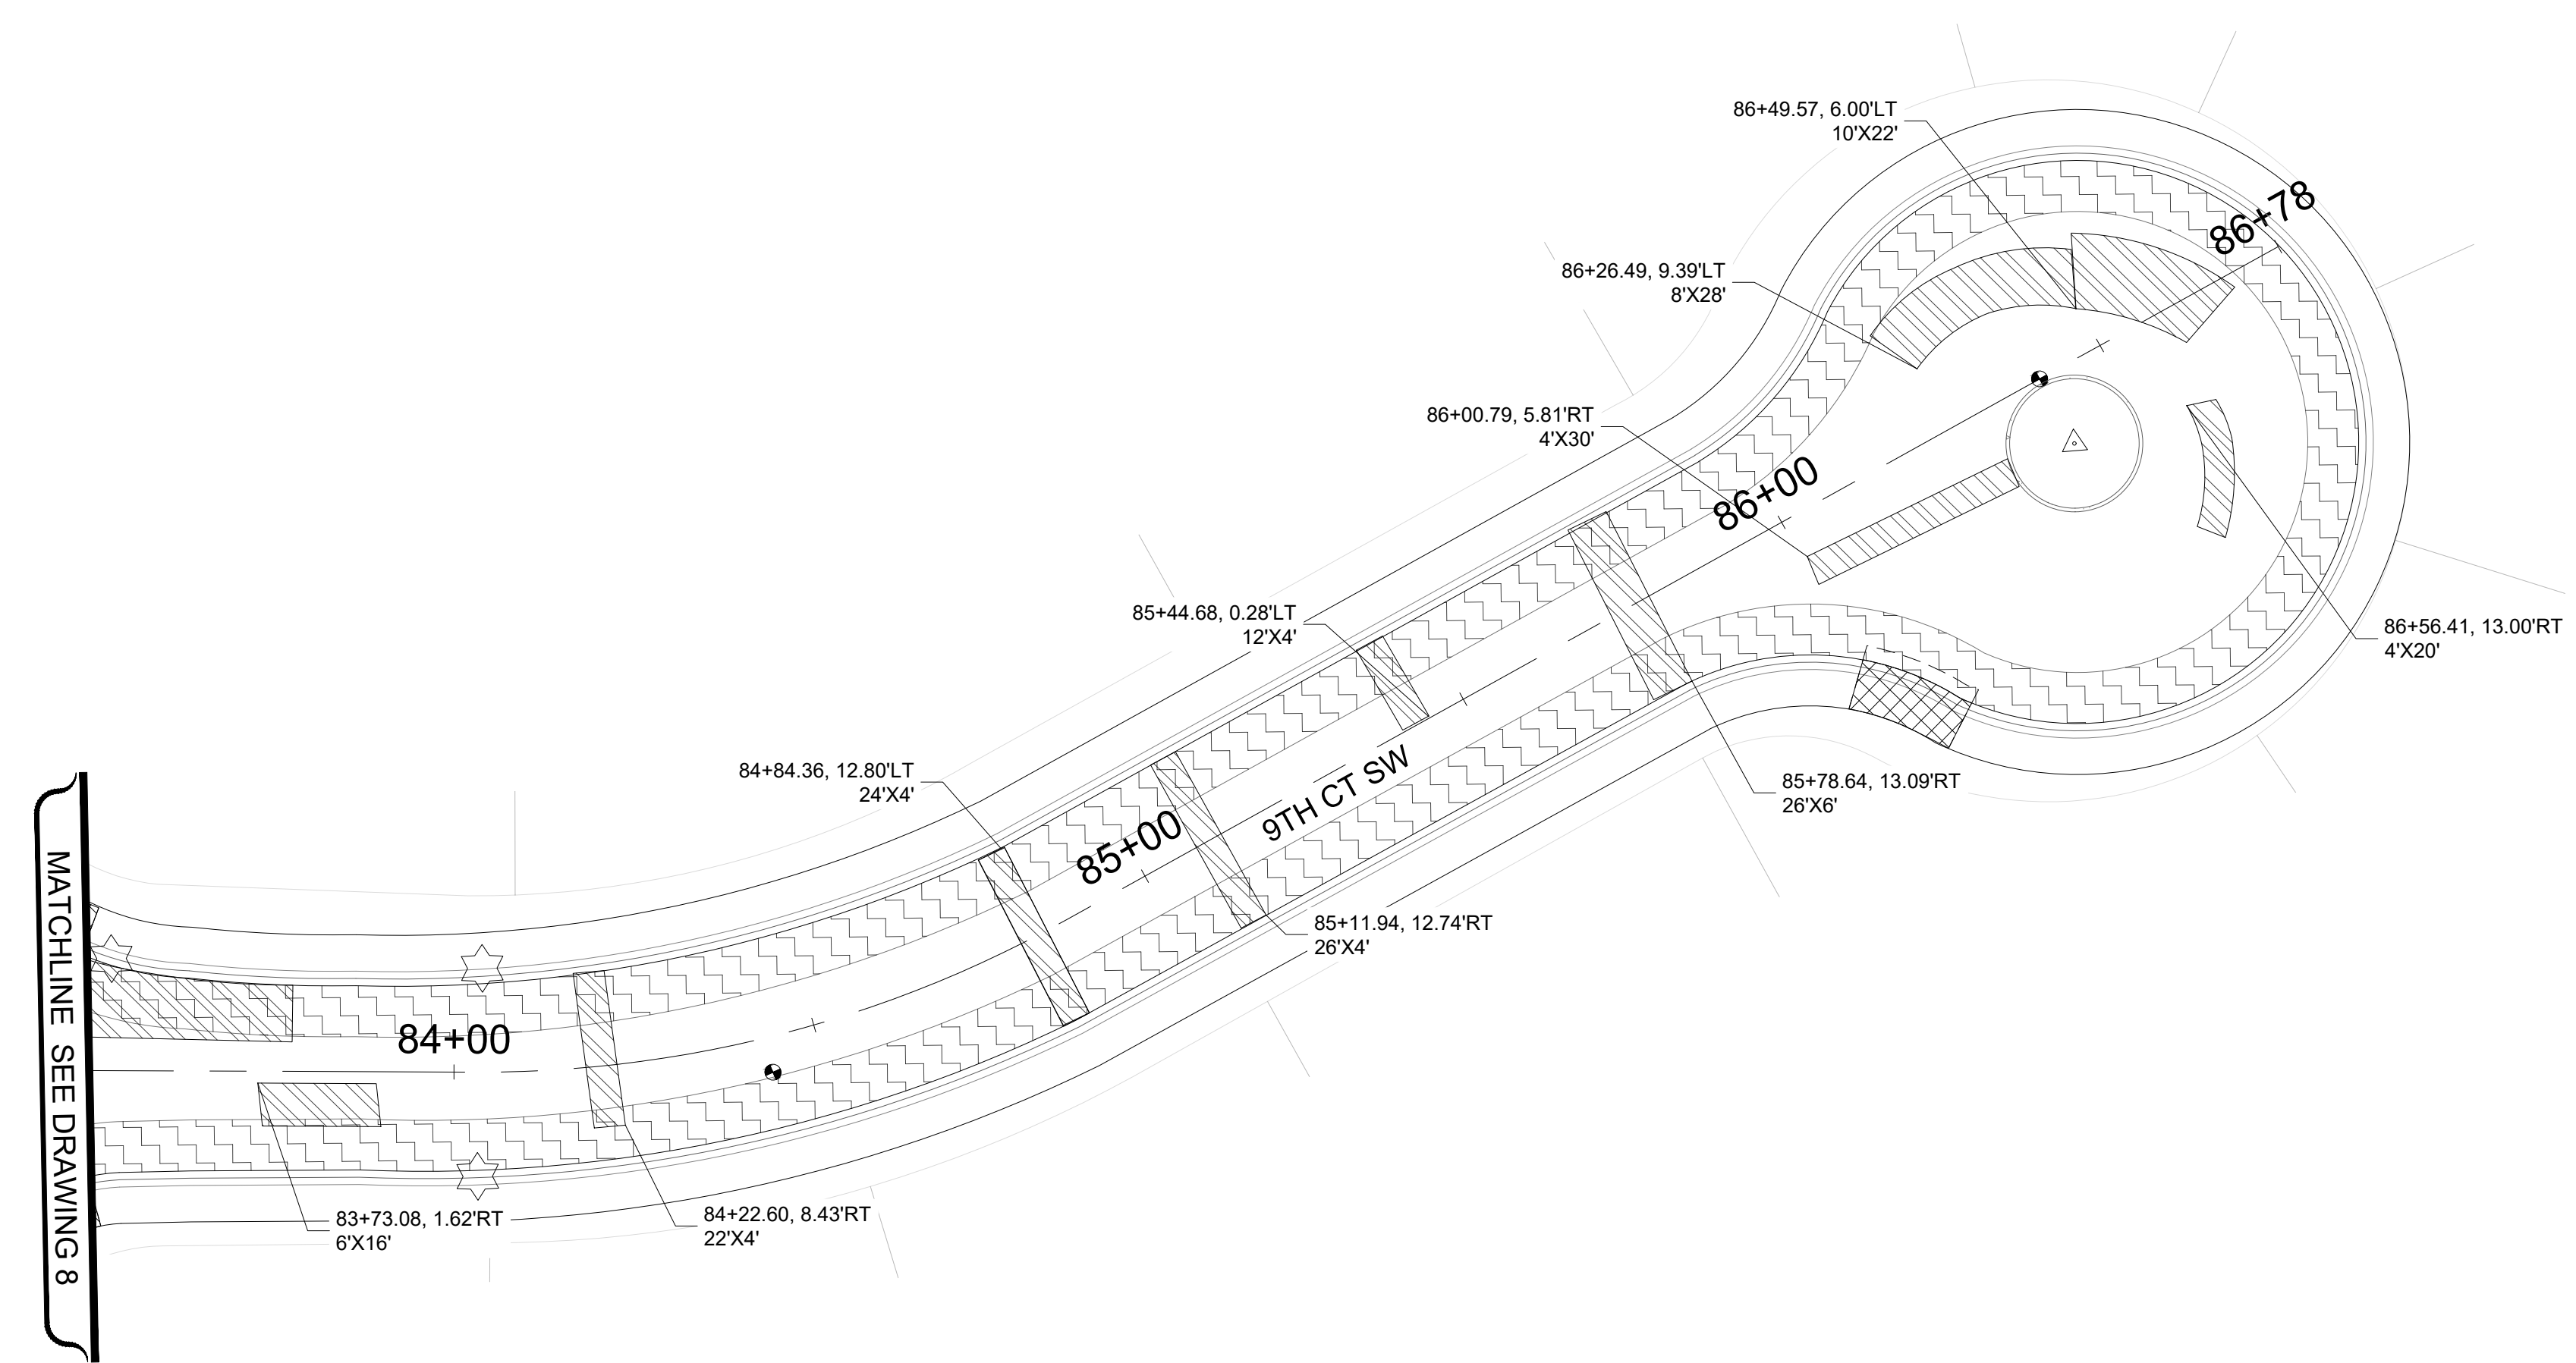 86+49.57, 6.00'LT
10'X22'
86+78
86+26.49, 9.39'LT
8'X28'
86+00.79, 5.81'RT
4'X30'
86+00
85+44.68, 0.28'LT
12'X4'
86+56.41, 13.00'RT
4'X20'
84+84.36, 12.80'LT
24'X4'
85+78.64, 13.09'RT
26'X6'
9TH CT SW
85+00
85+11.94, 12.74'RT
26'X4'
84+00
83+73.08, 1.62'RT
6'X16'
84+22.60, 8.43'RT
22'X4'
MATCHLINE SEE DRAWING 8